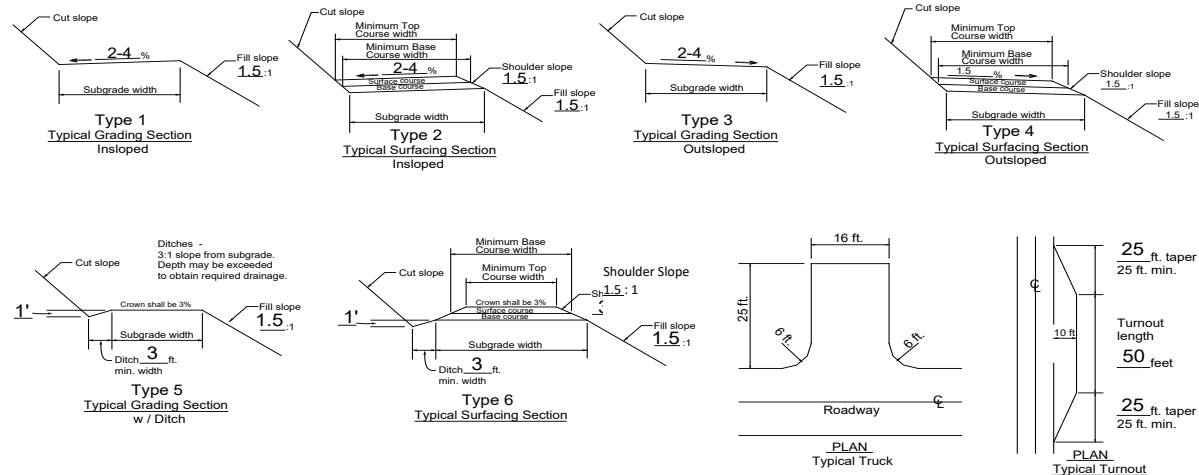 Cut slope
2-4 %
Fill slope
1.5 :1
Subgrade width
Type 1
Typical Grading Section
Insloped
Cut slope
Minimum Top
Course width
Minimum Base
Course width
2-4 %
Surface course
Base course
Shoulder slope
1.5 :1
Fill slope
1.5 :1
Subgrade width
Type 2
Typical Surfacing Section
Insloped
Cut slope
2-4 %
Fill slope
1.5 :1
Subgrade width
Type 3
Typical Grading Section
Outsloped
Cut slope
Minimum Top
Course width
Minimum Base
Course width
1.5 %
Surface course
Base course
Shoulder slope
1.5 :1
Fill slope
1.5 :1
Subgrade width
Type 4
Typical Surfacing Section
Outsloped
Ditches -
3:1 slope from subgrade.
Depth may be exceeded
to obtain required drainage.
Cut slope
1'
Crown shall be 3%
Fill slope
1.5 :1
Subgrade width
Ditch 3 ft.
min. width
Type 5
Typical Grading Section
w / Ditch
Minimum Base
Course width
Cut slope
Minimum Top
Course width
Shoulder Slope
1.5 : 1
Sh
1'
Crown shall be 3%
Surface course
Base course
Fill slope
1.5 :1
Subgrade width
Ditch 3 ft.
min. width
Type 6
Typical Surfacing Section
16 ft.
25 ft.
6 ft.
6 ft.
Roadway
℄
PLAN
Typical Truck
℄
25 ft. taper
25 ft. min.
10 ft
Turnout
length
50 feet
25 ft. taper
25 ft. min.
PLAN
Typical Turnout